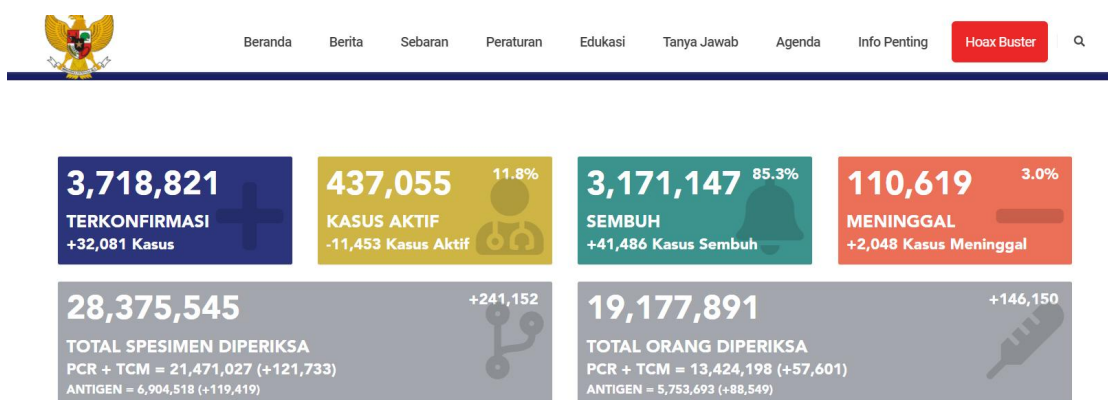 Beranda Berita Sebaran Peraturan Edukasi Tanya Jawab Agenda Info Penting Hoax Buster
3,718,821
TERKONFIRMASI
+32,081 Kasus
437,055 11.8%
KASUS AKTIF
-11,453 Kasus Aktif
3,171,147 85.3%
SEMBUH
+41,486 Kasus Sembuh
110,619 3.0%
MENINGGAL
+2,048 Kasus Meninggal
28,375,545 +241,152
TOTAL SPESIMEN DIPERIKSA
PCR + TCM = 21,471,027 (+121,733)
ANTIGEN = 6,904,518 (+119,419)
19,177,891 +146,150
TOTAL ORANG DIPERIKSA
PCR + TCM = 13,424,198 (+57,601)
ANTIGEN = 5,753,693 (+88,549)